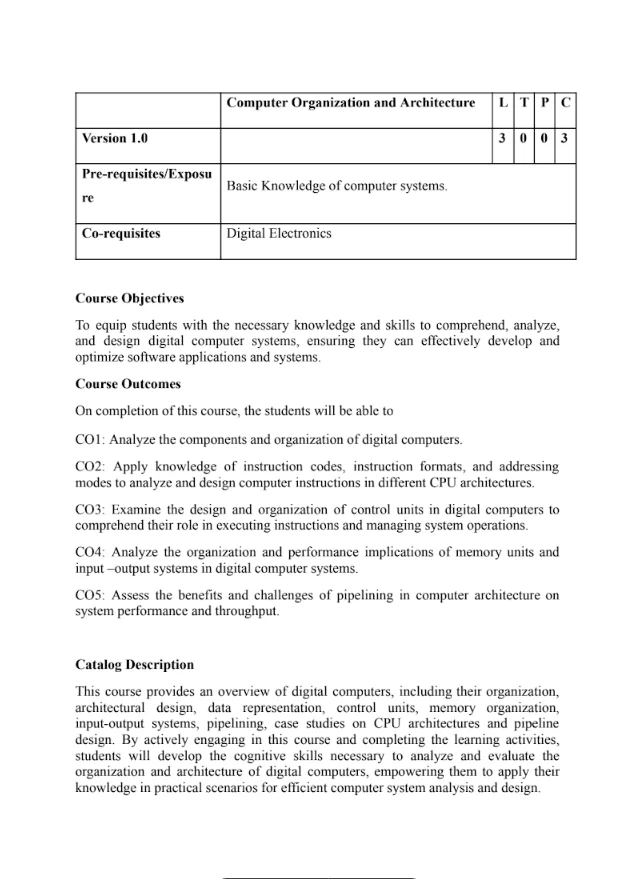 Computer Organization and Architecture L T P C
Version 1.0 3 0 0 3
Pre-requisites/Exposu
re
Basic Knowledge of computer systems.
Co-requisites Digital Electronics
Course Objectives
To equip students with the necessary knowledge and skills to comprehend, analyze,
and design digital computer systems, ensuring they can effectively develop and
optimize software applications and systems.
Course Outcomes
On completion of this course, the students will be able to
CO1: Analyze the components and organization of digital computers.
CO2: Apply knowledge of instruction codes, instruction formats, and addressing
modes to analyze and design computer instructions in different CPU architectures.
CO3: Examine the design and organization of control units in digital computers to
comprehend their role in executing instructions and managing system operations.
CO4: Analyze the organization and performance implications of memory units and
input –output systems in digital computer systems.
CO5: Assess the benefits and challenges of pipelining in computer architecture on
system performance and throughput.
Catalog Description
This course provides an overview of digital computers, including their organization,
architectural design, data representation, control units, memory organization,
input-output systems, pipelining, case studies on CPU architectures and pipeline
design. By actively engaging in this course and completing the learning activities,
students will develop the cognitive skills necessary to analyze and evaluate the
organization and architecture of digital computers, empowering them to apply their
knowledge in practical scenarios for efficient computer system analysis and design.